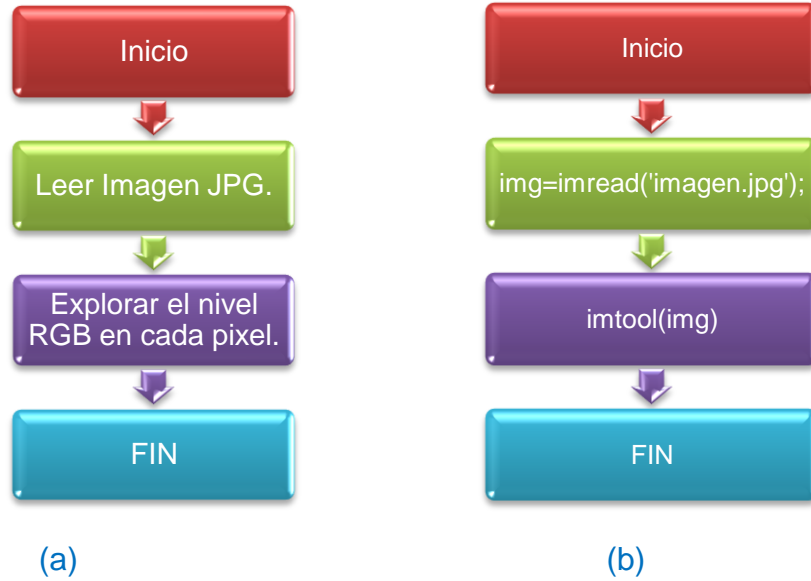 Inicio
Leer Imagen JPG.
Explorar el nivel
RGB en cada pixel.
FIN
(a)
Inicio
img=imread('imagen.jpg');
imtool(img)
FIN
(b)